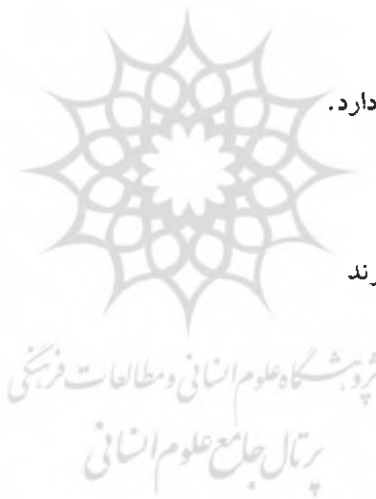 دارد.
رند
پژوهشگاه علوم انسانی و مطالعات فرهنگی
پرتال جامع علوم انسانی